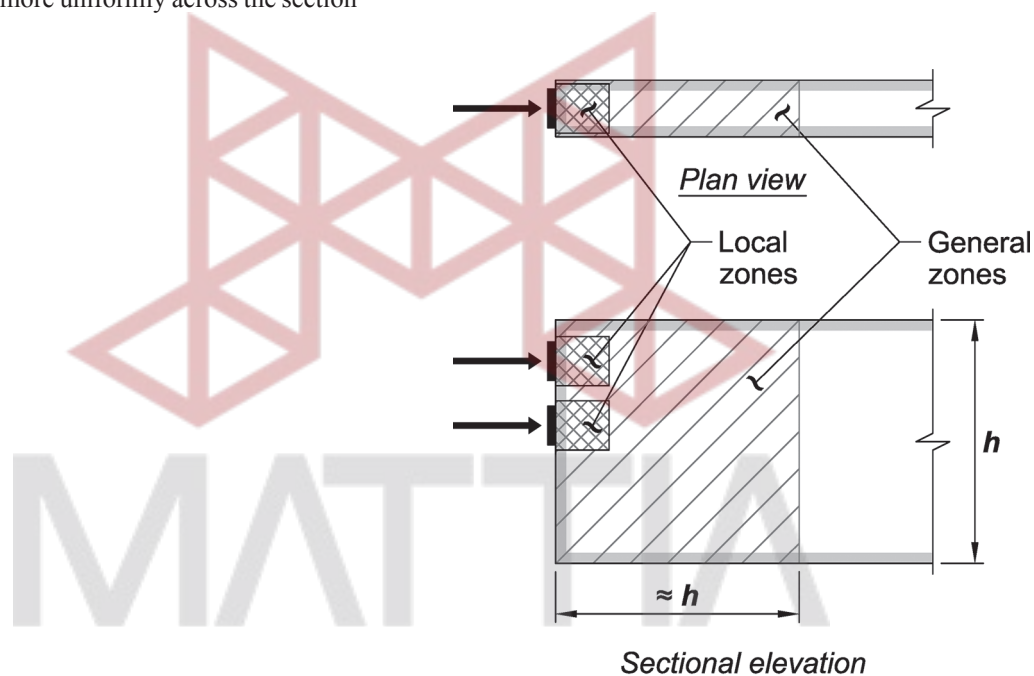 more uniformly across the section
Plan view
Local
zones
General
zones
h
≈ h
Sectional elevation
MATTIA